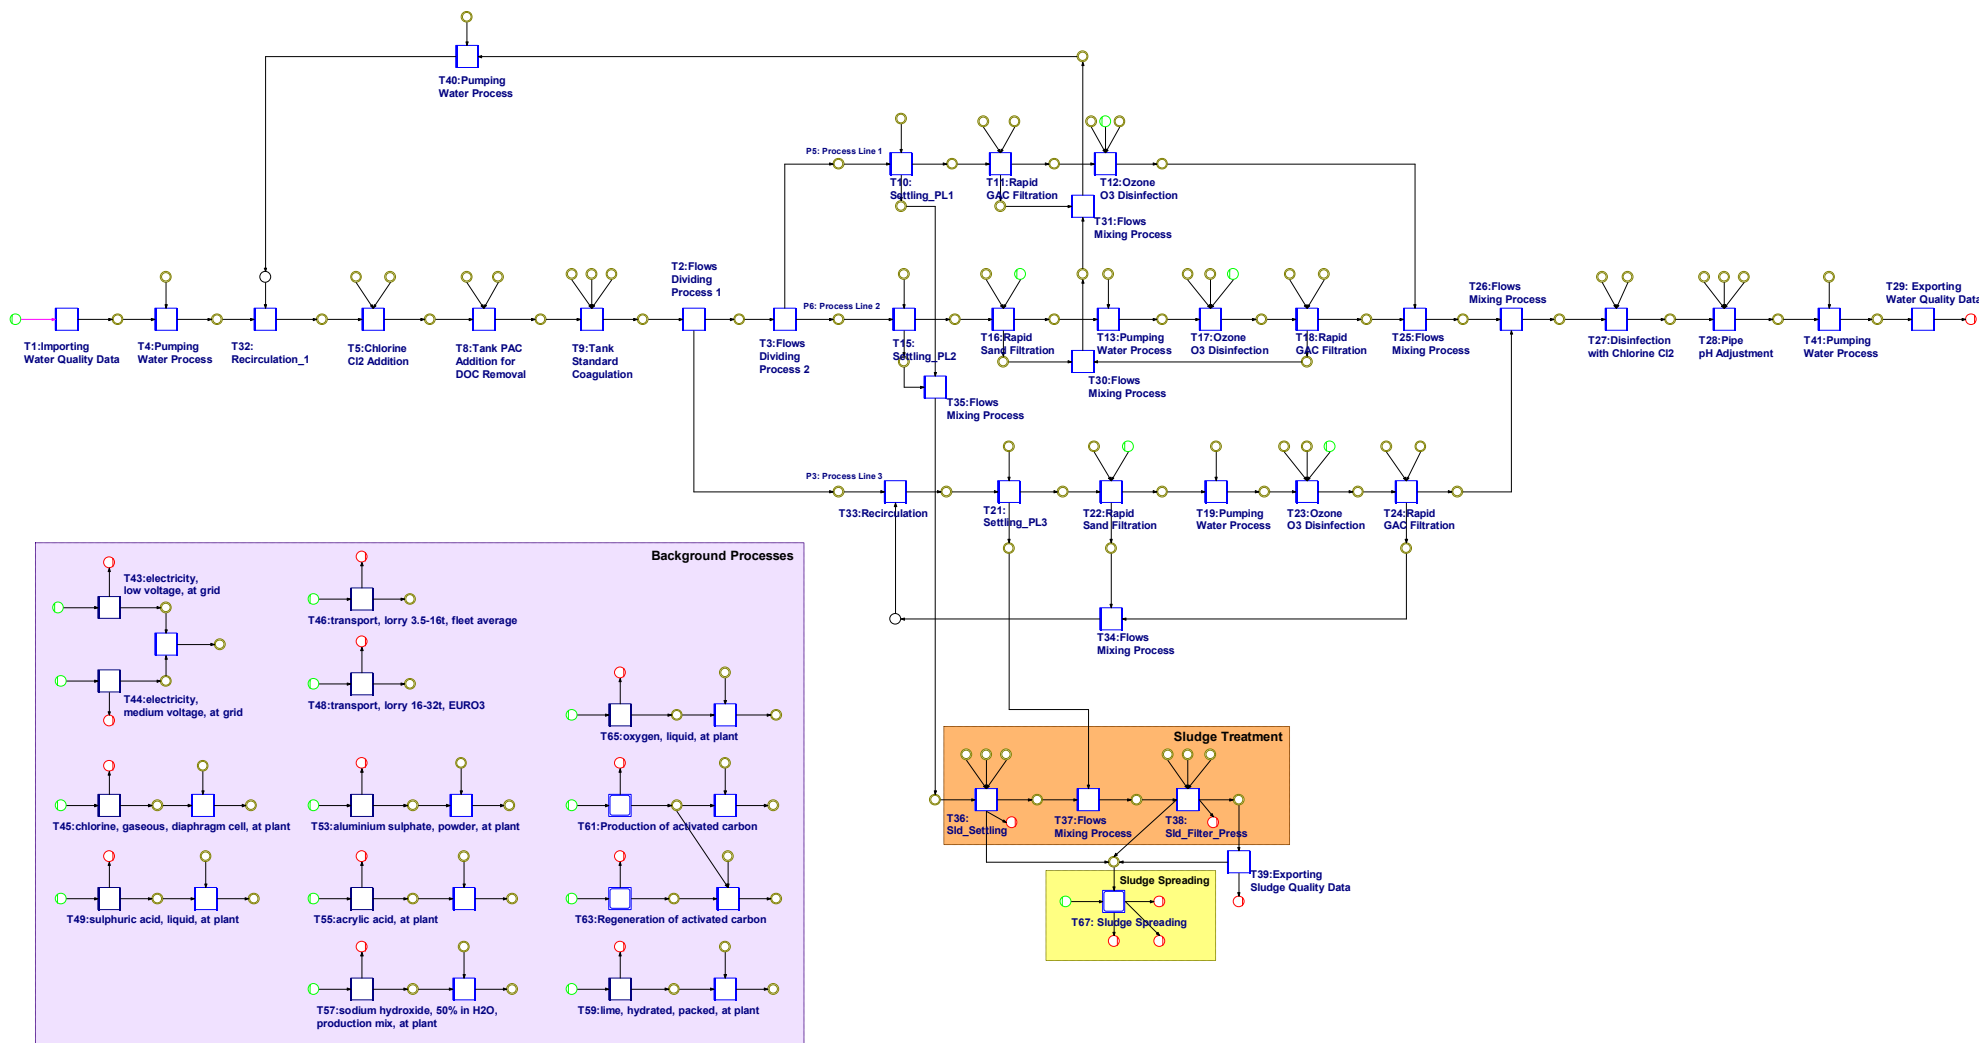 T40:Pumping
Water Process
P5: Process Line 1
T10:
Settling_PL1
T11:Rapid
GAC Filtration
T12:Ozone
O3 Disinfection
T31:Flows
Mixing Process
T2:Flows
Dividing
Process 1
P6: Process Line 2
T26:Flows
Mixing Process
T29: Exporting
Water Quality Data
T1:Importing
Water Quality Data
T4:Pumping
Water Process
T32:
Recirculation_1
T5:Chlorine
Cl2 Addition
T8:Tank PAC
Addition for
DOC Removal
T9:Tank
Standard
Coagulation
T3:Flows
Dividing
Process 2
T15:
Settling_PL2
T16:Rapid
Sand Filtration
T13:Pumping
Water Process
T17:Ozone
O3 Disinfection
T18:Rapid
GAC Filtration
T25:Flows
Mixing Process
T27:Disinfection
with Chlorine Cl2
T28:Pipe
pH Adjustment
T41:Pumping
Water Process
T30:Flows
Mixing Process
T35:Flows
Mixing Process
P3: Process Line 3
T33:Recirculation
T21:
Settling_PL3
T22:Rapid
Sand Filtration
T19:Pumping
Water Process
T23:Ozone
O3 Disinfection
T24:Rapid
GAC Filtration
T34:Flows
Mixing Process
Background Processes
T43:electricity,
low voltage, at grid
T46:transport, lorry 3.5-16t, fleet average
T44:electricity,
medium voltage, at grid
T48:transport, lorry 16-32t, EURO3
T65:oxygen, liquid, at plant
T45:chlorine, gaseous, diaphragm cell, at plant
T53:aluminium sulphate, powder, at plant
T61:Production of activated carbon
T49:sulphuric acid, liquid, at plant
T55:acrylic acid, at plant
T63:Regeneration of activated carbon
T57:sodium hydroxide, 50% in H2O,
production mix, at plant
T59:lime, hydrated, packed, at plant
Sludge Treatment
T36:
Sld_Settling
T37:Flows
Mixing Process
T38:
Sld_Filter_Press
T39:Exporting
Sludge Quality Data
Sludge Spreading
T67: Sludge Spreading